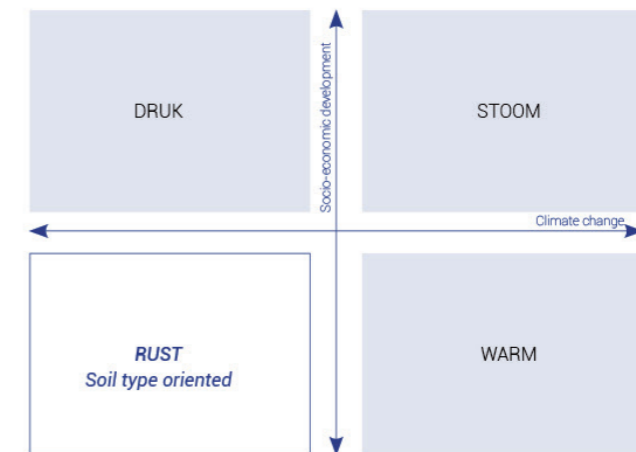 DRUK
Socio-economic development
STOOM
Climate change
RUST
Soil type oriented
WARM